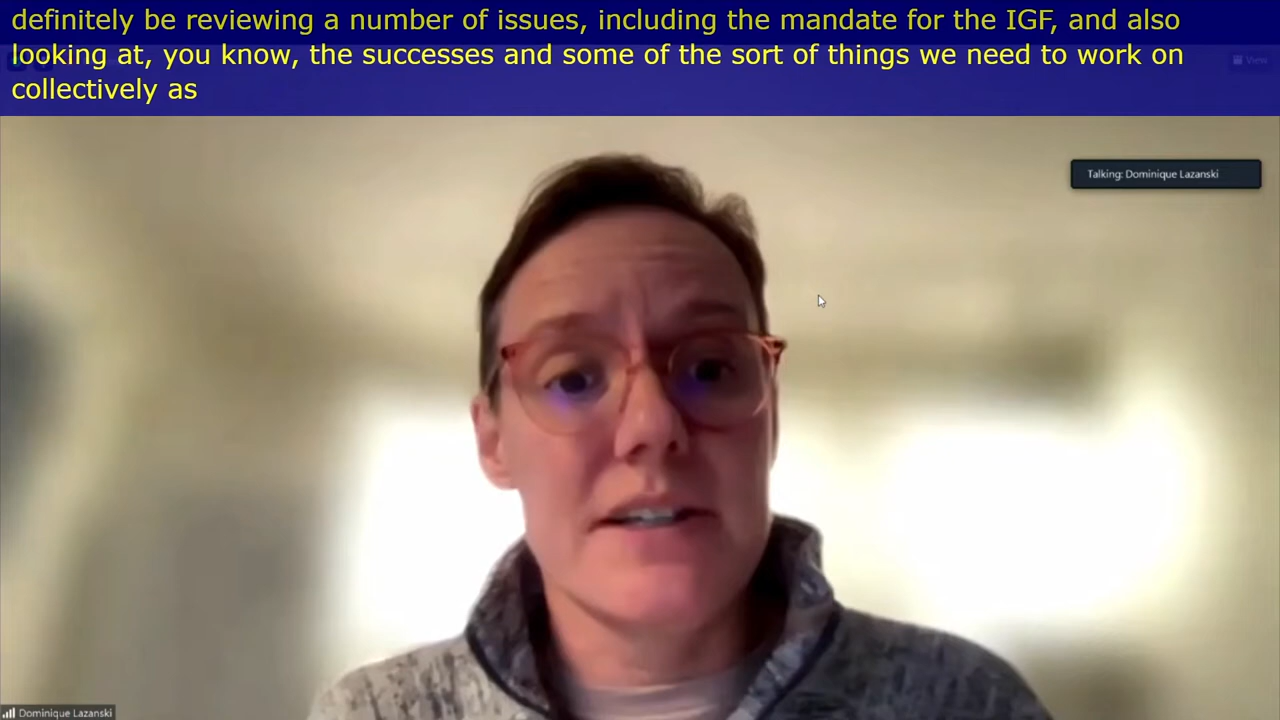 definitely be reviewing a number of issues, including the mandate for the IGF, and also
looking at, you know, the successes and some of the sort of things we need to work on
collectively as
View
Talking: Dominique Lazanski
Dominique Lazanski